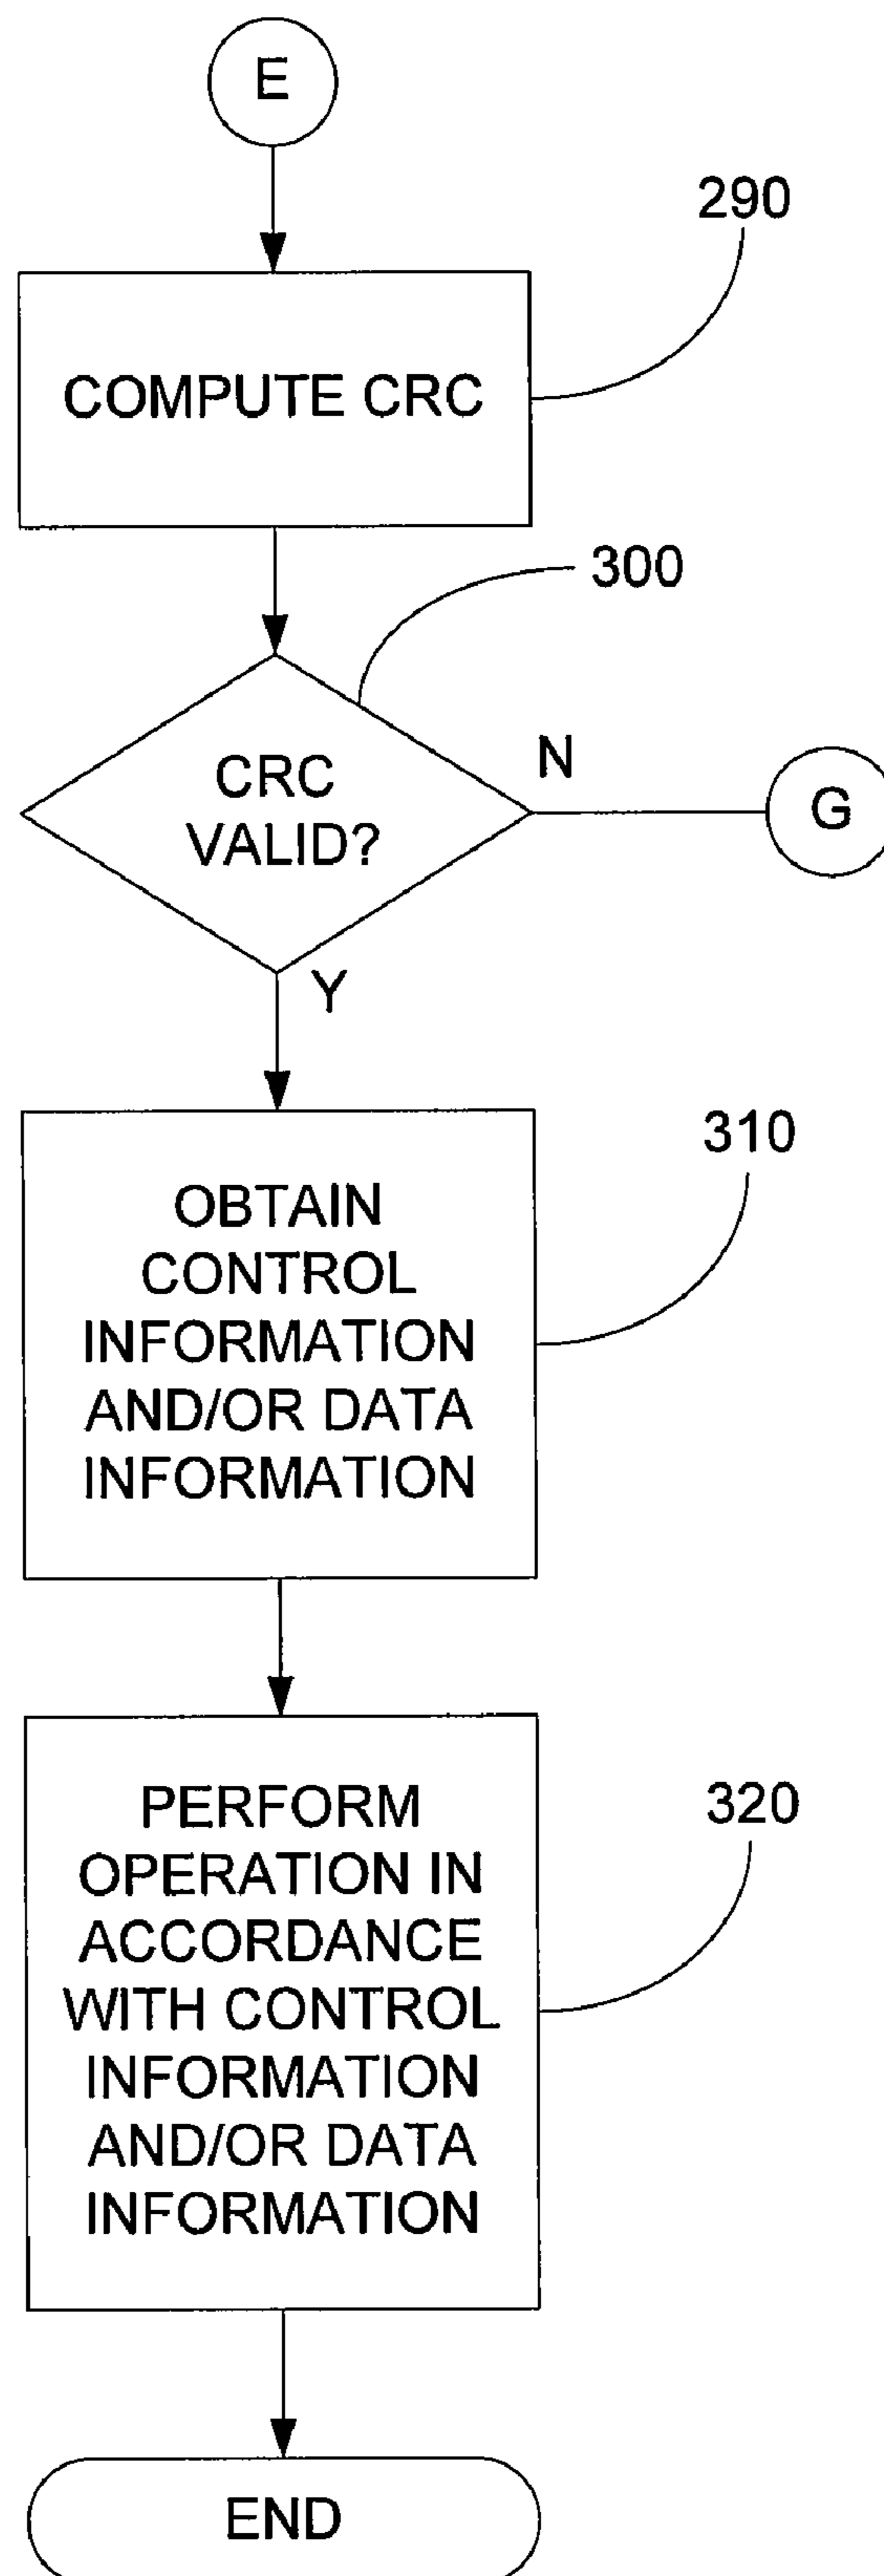 E
290
COMPUTE CRC
300
CRC
VALID?
N
G
Y
310
OBTAIN
CONTROL
INFORMATION
AND/OR DATA
INFORMATION
320
PERFORM
OPERATION IN
ACCORDANCE
WITH CONTROL
INFORMATION
AND/OR DATA
INFORMATION
END